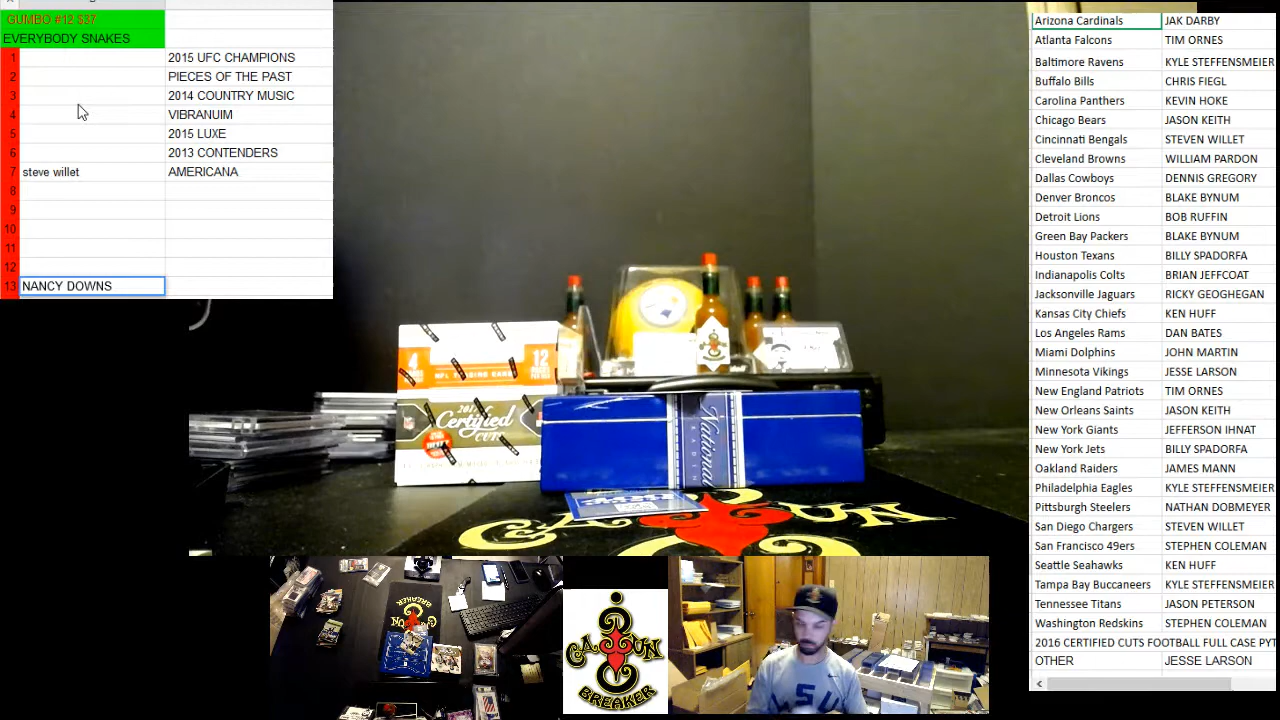 GUMBO #12 $37
EVERYBODY SNAKES
1 2015 UFC CHAMPIONS
2 PIECES OF THE PAST
3 2014 COUNTRY MUSIC
4 VIBRANUIM
5 2015 LUXE
6 2013 CONTENDERS
7 steve willet AMERICANA
8
9
10
11
12
13 NANCY DOWNS
Arizona Cardinals JAK DARBY
Atlanta Falcons TIM ORNES
Baltimore Ravens KYLE STEFFENSMEIER
Buffalo Bills CHRIS FIEGL
Carolina Panthers KEVIN HOKE
Chicago Bears JASON KEITH
Cincinnati Bengals STEVEN WILLET
Cleveland Browns WILLIAM PARDON
Dallas Cowboys DENNIS GREGORY
Denver Broncos BLAKE BYNUM
Detroit Lions BOB RUFFIN
Green Bay Packers BLAKE BYNUM
Houston Texans BILLY SPADORFA
Indianapolis Colts BRIAN JEFFCOAT
Jacksonville Jaguars RICKY GEOGHEGAN
Kansas City Chiefs KEN HUFF
Los Angeles Rams DAN BATES
Miami Dolphins JOHN MARTIN
Minnesota Vikings JESSE LARSON
New England Patriots TIM ORNES
New Orleans Saints JASON KEITH
New York Giants JEFFERSON IHNAT
New York Jets BILLY SPADORFA
Oakland Raiders JAMES MANN
Philadelphia Eagles KYLE STEFFENSMEIER
Pittsburgh Steelers NATHAN DOBMEYER
San Diego Chargers STEVEN WILLET
San Francisco 49ers STEPHEN COLEMAN
Seattle Seahawks KEN HUFF
Tampa Bay Buccaneers KYLE STEFFENSMEIER
Tennessee Titans JASON PETERSON
Washington Redskins STEPHEN COLEMAN
2016 CERTIFIED CUTS FOOTBALL FULL CASE PYT
OTHER JESSE LARSON
4
12
NFL TRADING CARDS
Certified
CUTS
National
CAJUN
BREAKER